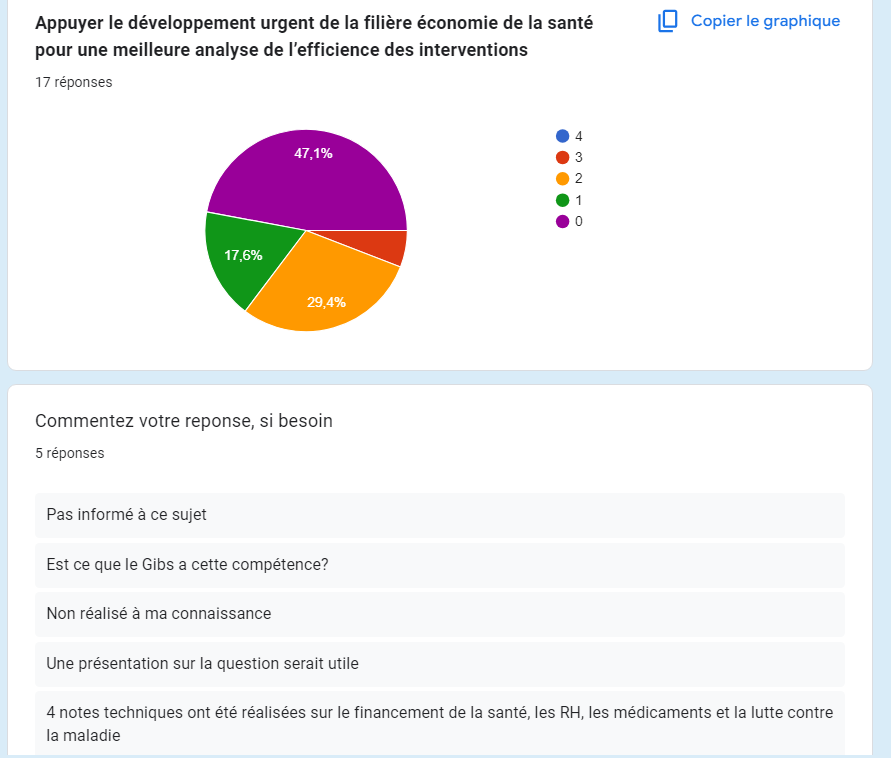 Appuyer le développement urgent de la filière économie de la santé
pour une meilleure analyse de l'efficience des interventions
Copier le graphique
17 réponses
47,1%
17,6%
29,4%
4
3
2
1
0
Commentez votre reponse, si besoin
5 réponses
Pas informé à ce sujet
Est ce que le Gibs a cette compétence?
Non réalisé à ma connaissance
Une présentation sur la question serait utile
4 notes techniques ont été réalisées sur le financement de la santé, les RH, les médicaments et la lutte contre
la maladie